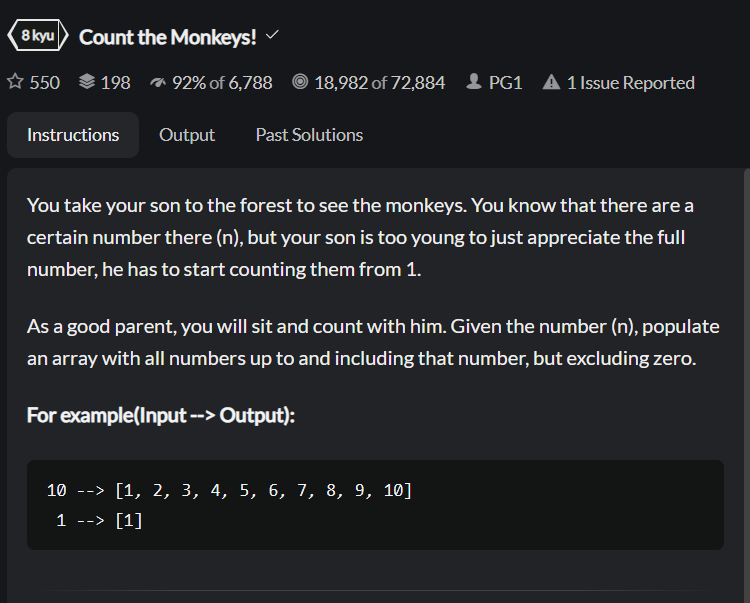 8 kyu Count the Monkeys!
550 198 92% of 6,788 18,982 of 72,884 PG1 1 Issue Reported
Instructions Output Past Solutions
You take your son to the forest to see the monkeys. You know that there are a
certain number there (n), but your son is too young to just appreciate the full
number, he has to start counting them from 1.
As a good parent, you will sit and count with him. Given the number (n), populate
an array with all numbers up to and including that number, but excluding zero.
For example(Input --> Output):
10 --> [1, 2, 3, 4, 5, 6, 7, 8, 9, 10]
1 --> [1]